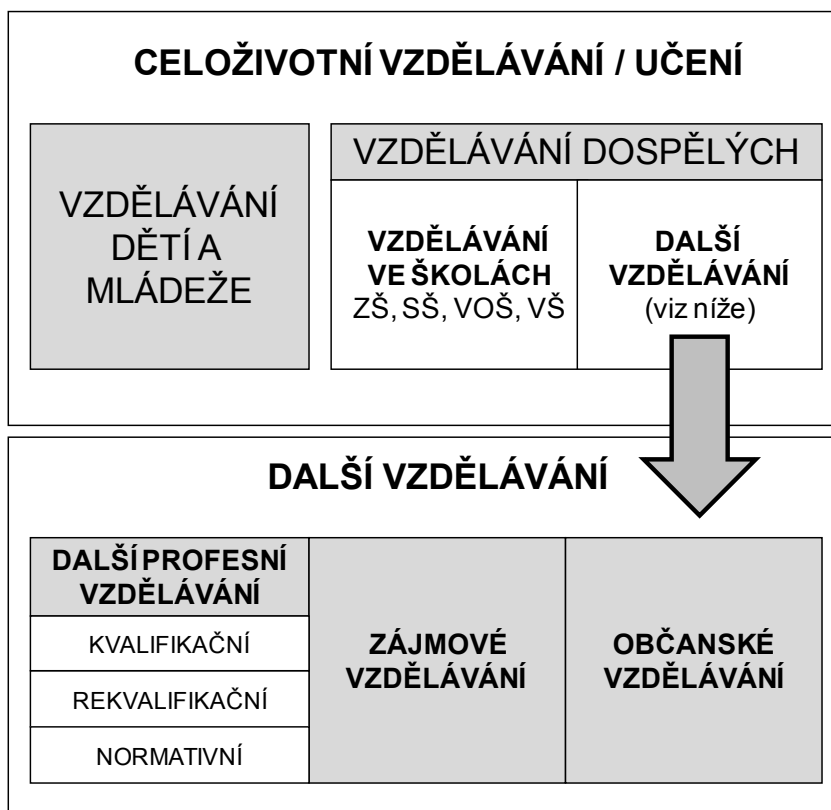 CELOŽIVOTNÍ VZDĚLÁVÁNÍ / UČENÍ
VZDĚLÁVÁNÍ
DĚTÍ A
MLÁDEŽE
VZDĚLÁVÁNÍ DOSPĚLÝCH
VZDĚLÁVÁNÍ
VE ŠKOLÁCH
ZŠ, SŠ, VOŠ, VŠ
DALŠÍ
VZDĚLÁVÁNÍ
(viz níže)
DALŠÍ VZDĚLÁVÁNÍ
DALŠÍ PROFESNÍ
VZDĚLÁVÁNÍ
KVALIFIKAČNÍ
REKVALIFIKAČNÍ
NORMATIVNÍ
ZÁJMOVÉ
VZDĚLÁVÁNÍ
OBČANSKÉ
VZDĚLÁVÁNÍ